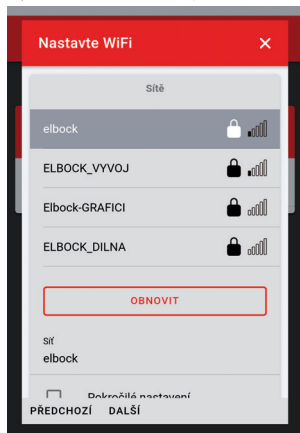 Nastavte WiFi
Sítě
elbock
ELBOCK_VYVOJ
Elbock-GRAFICI
ELBOCK_DILNA
OBNOVIT
Síť
elbock
Pokročilé nastavení
PŘEDCHOZÍ DALŠÍ